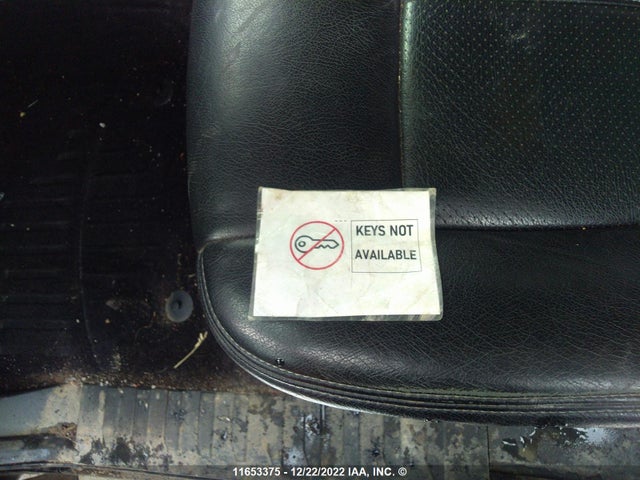 KEYS NOT
AVAILABLE
11653375 - 12/22/2022 IAA, INC. ©